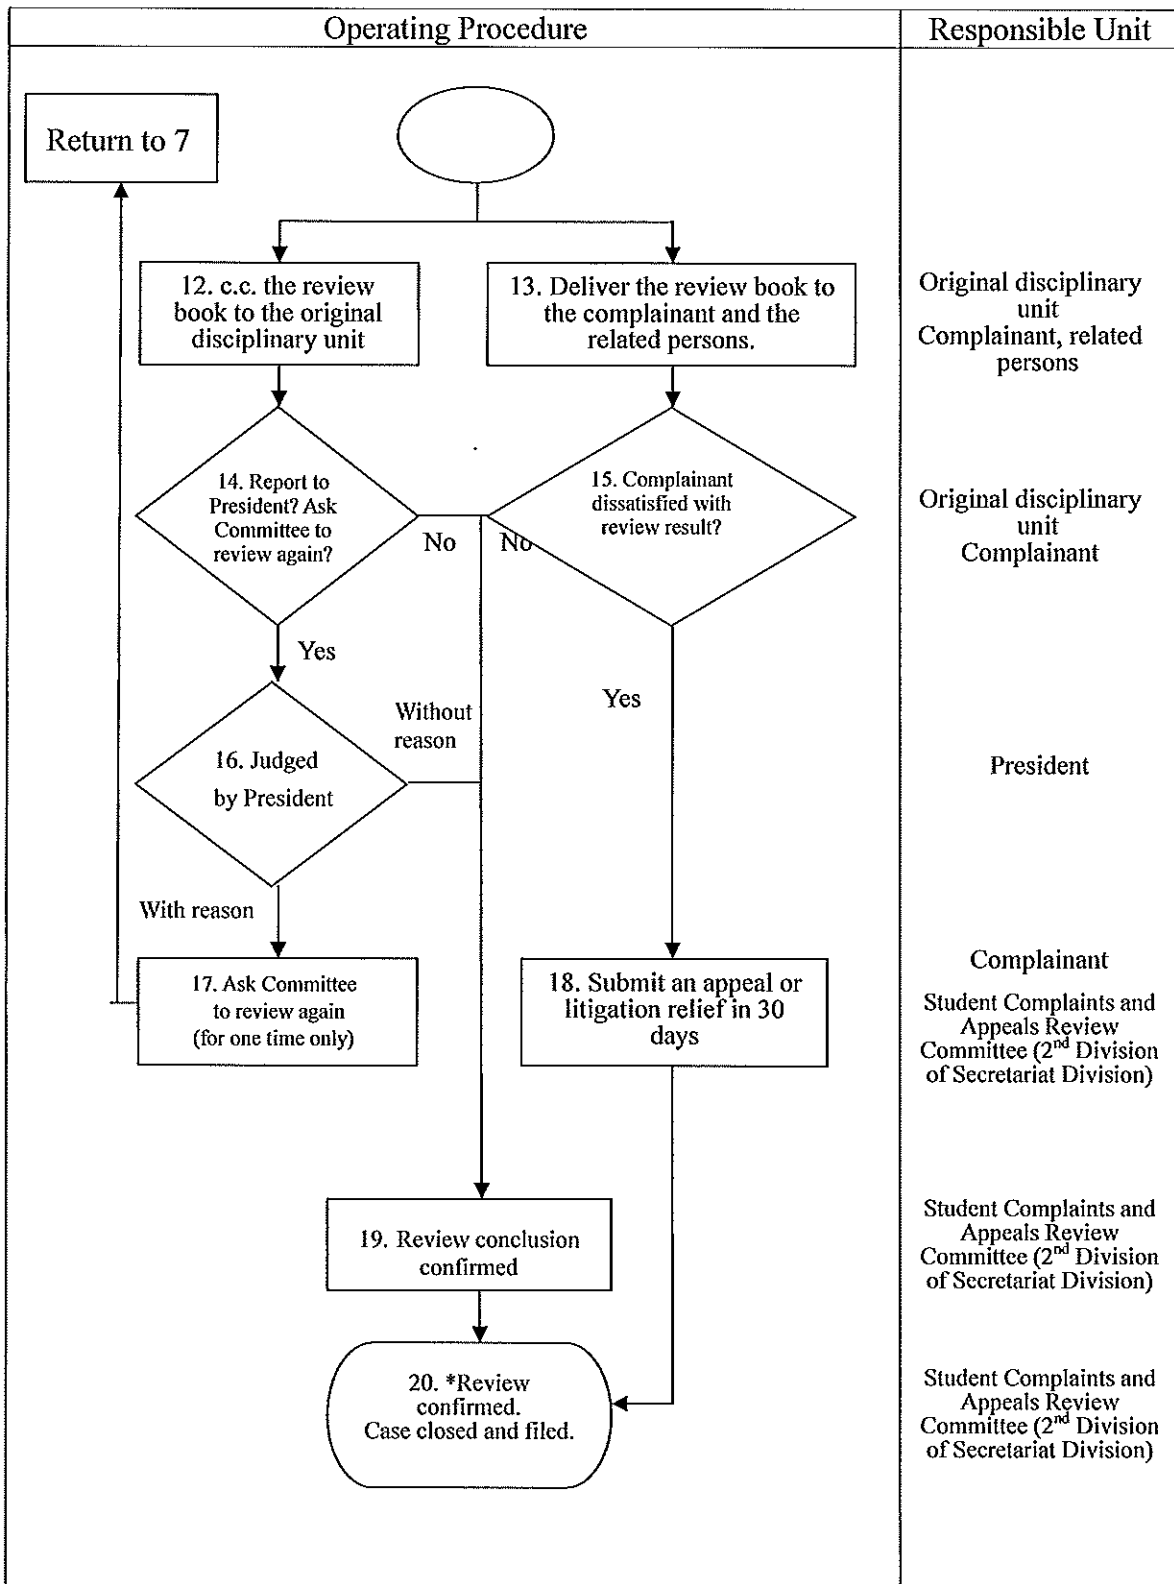 Operating Procedure
Responsible Unit
Return to 7
12. c.c. the review
book to the original
disciplinary unit
13. Deliver the review book to
the complainant and the
related persons.
Original disciplinary
unit
Complainant, related
persons
14. Report to
President? Ask
Committee to
review again?
No
No
15. Complainant
dissatisfied with
review result?
Original disciplinary
unit
Complainant
Yes
Yes
16. Judged
by President
Without
reason
President
With reason
17. Ask Committee
to review again
(for one time only)
18. Submit an appeal or
litigation relief in 30
days
Complainant
Student Complaints and
Appeals Review
Committee (2nd Division
of Secretariat Division)
19. Review conclusion
confirmed
Student Complaints and
Appeals Review
Committee (2nd Division
of Secretariat Division)
20. *Review
confirmed.
Case closed and filed.
Student Complaints and
Appeals Review
Committee (2nd Division
of Secretariat Division)